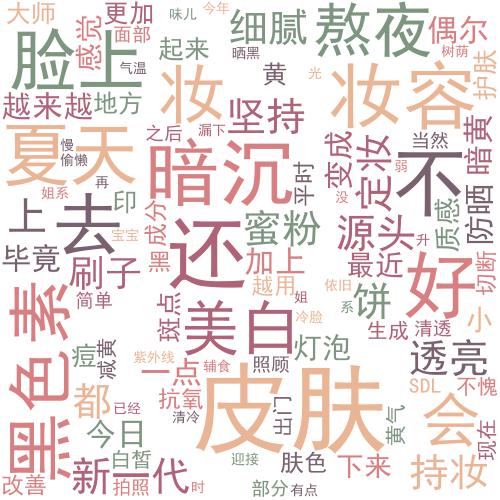 大师
更加
味儿
今年
细腻
熬夜
偶尔
脸上
感觉
面部
气温
起来
晒黑
黄
光
树荫
护肤
越来越
地方
妆
坚持
妆容
夏天
慢
偷懒
之后
漏下
变成
定妆
当然
暗黄
不
弱
没
防晒
再
姐系
印
宝宝
暗沉
平时
上
去
黑
成分
还
蜜粉
源头
升
质感
毕竟
刷子
加上
最近
切断
黑色素
简单
斑点
越用
姐
依旧
系
饼
好
小
美白
冷脸
生成
清透
痘
减黄
紫外线
一点
辅食
照顾
灯泡
透亮
都
已经
抗氧
清冷
皮肤
出门
黄气
SDL
不愧
会
今日
白皙
迎接
肤色
下来
持妆
现在
改善
新一代
拍照
时
部分
有点